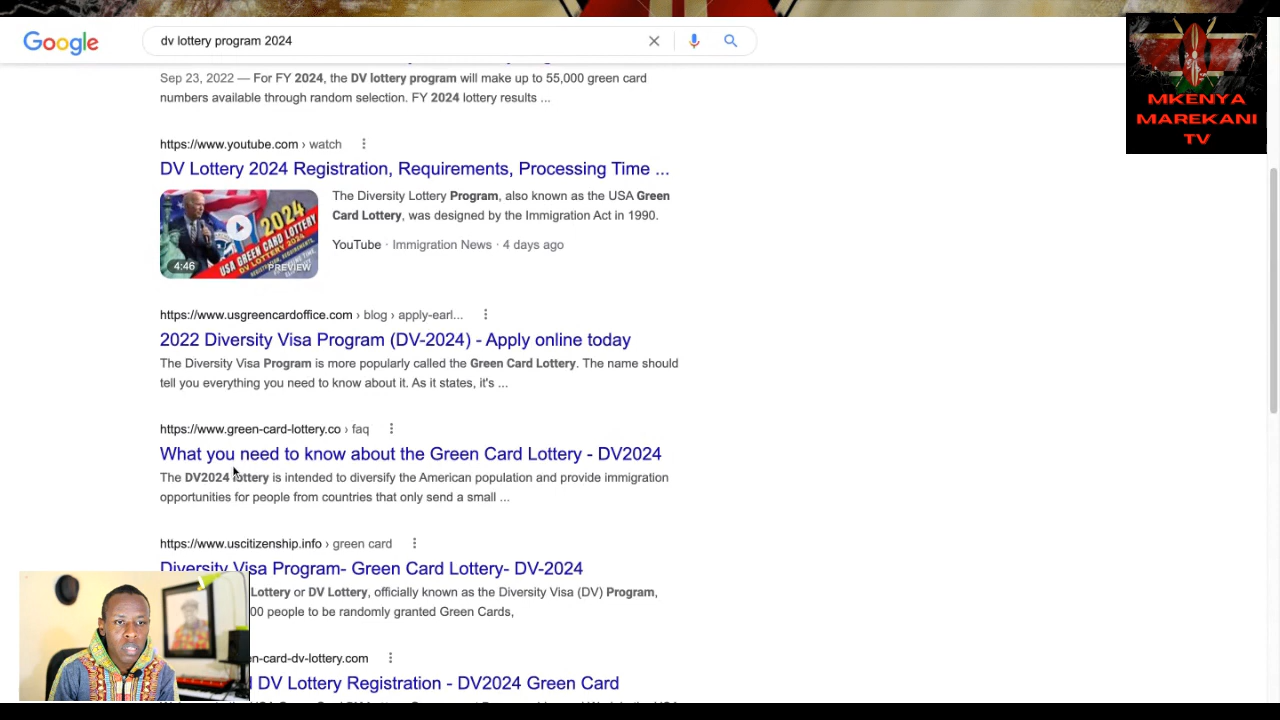 Google
dv lottery program 2024
MKENYA
MAREKANI
TV
Sep 23, 2022 — For FY 2024, the DV lottery program will make up to 55,000 green card
numbers available through random selection. FY 2024 lottery results ...
https://www.youtube.com › watch
DV Lottery 2024 Registration, Requirements, Processing Time ...
2024
USA GREEN CARD LOTTERY
4:46
PREVIEW
The Diversity Lottery Program, also known as the USA Green
Card Lottery, was designed by the Immigration Act in 1990.
YouTube · Immigration News · 4 days ago
https://www.usgreencardoffice.com › blog › apply-earl...
2022 Diversity Visa Program (DV-2024) - Apply online today
The Diversity Visa Program is more popularly called the Green Card Lottery. The name should
tell you everything you need to know about it. As it states, it's ...
https://www.green-card-lottery.co › faq
What you need to know about the Green Card Lottery - DV2024
The DV2024 lottery is intended to diversify the American population and provide immigration
opportunities for people from countries that only send a small ...
https://www.uscitizenship.info › green card
Diversity Visa Program- Green Card Lottery- DV-2024
Lottery or DV Lottery, officially known as the Diversity Visa (DV) Program,
00 people to be randomly granted Green Cards,
n-card-dv-lottery.com
DV Lottery Registration - DV2024 Green Card